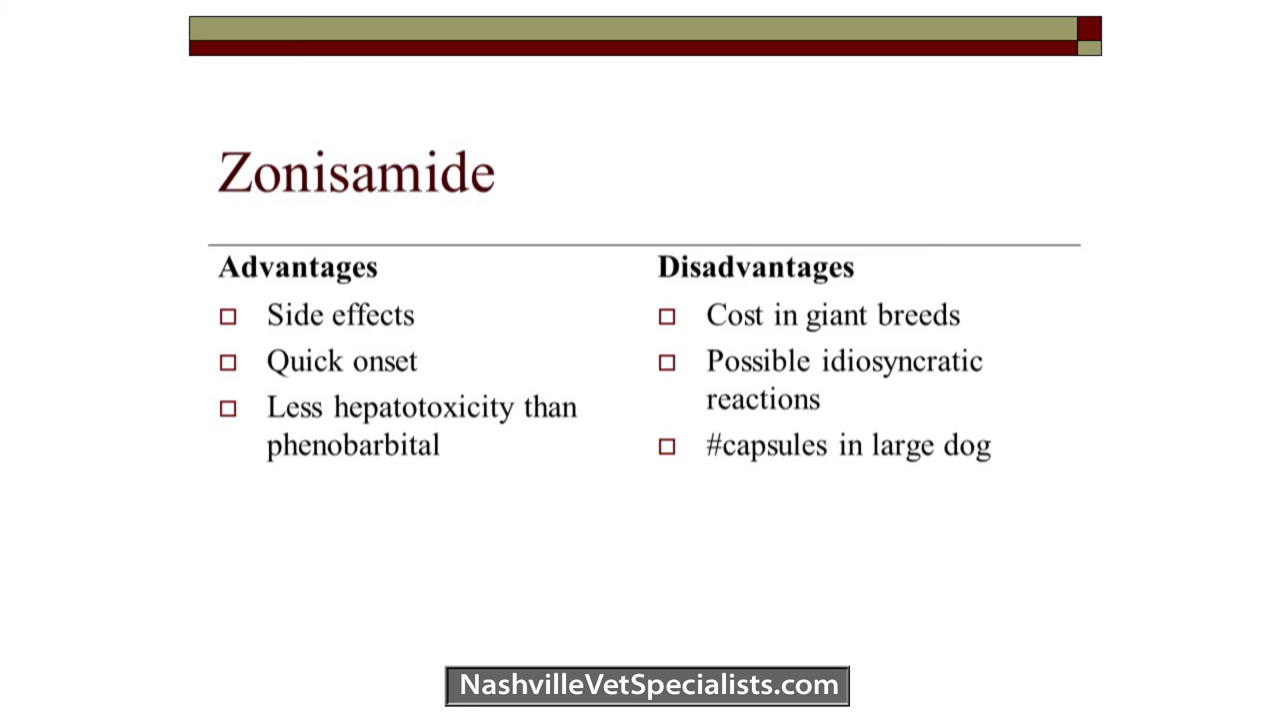 Zonisamide
Advantages
Side effects
Quick onset
Less hepatotoxicity than
phenobarbital
Disadvantages
Cost in giant breeds
Possible idiosyncratic
reactions
#capsules in large dog
NashvilleVetSpecialists.com